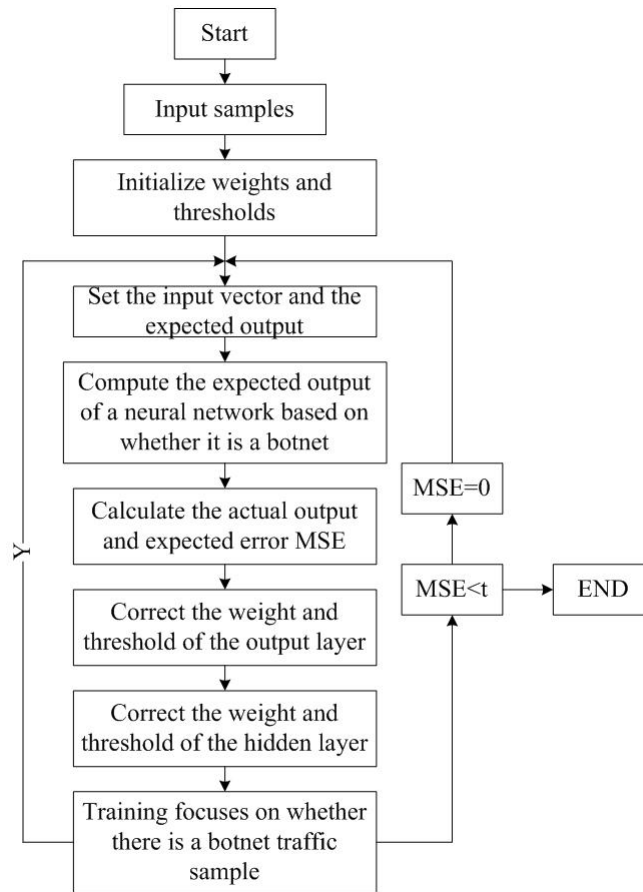 Start
Input samples
Initialize weights and
thresholds
Set the input vector and the
expected output
Compute the expected output
of a neural network based on
whether it is a botnet
Calculate the actual output
and expected error MSE
Correct the weight and
threshold of the output layer
Correct the weight and
threshold of the hidden layer
Training focuses on whether
there is a botnet traffic
sample
Y
MSE=0
MSE<t
END